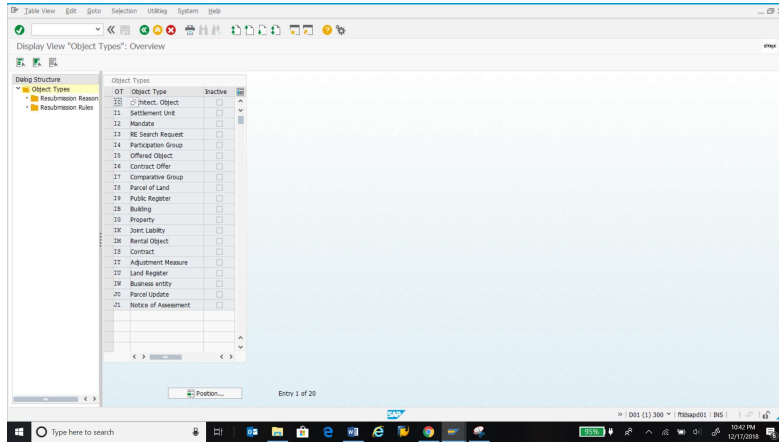 Table View Edit Goto Selection Utilities System Help
Display View "Object Types": Overview
Dialog Structure
Object Types
Resubmission Reason
Resubmission Rules
Object Types
OT Object Type Inactive
I0 chitect. Object
I1 Settlement Unit
I2 Mandate
I3 RE Search Request
I4 Participation Group
I5 Offered Object
I6 Contract Offer
I7 Comparative Group
I8 Parcel of Land
I9 Public Register
IB Building
IG Property
IK Joint Liability
IM Rental Object
IS Contract
IT Adjustment Measure
IU Land Register
IW Business entity
J0 Parcel Update
J1 Notice of Assessment
Position... Entry 1 of 20
SAP
D01 (1) 300 ftldsapd01 INS
Type here to search
95%
10:42 PM
12/17/2018